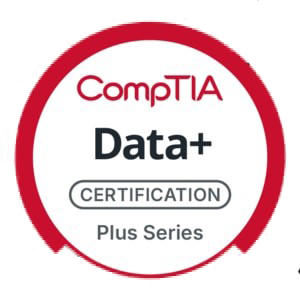 CompTIA
Data+
CERTIFICATION
Plus Series